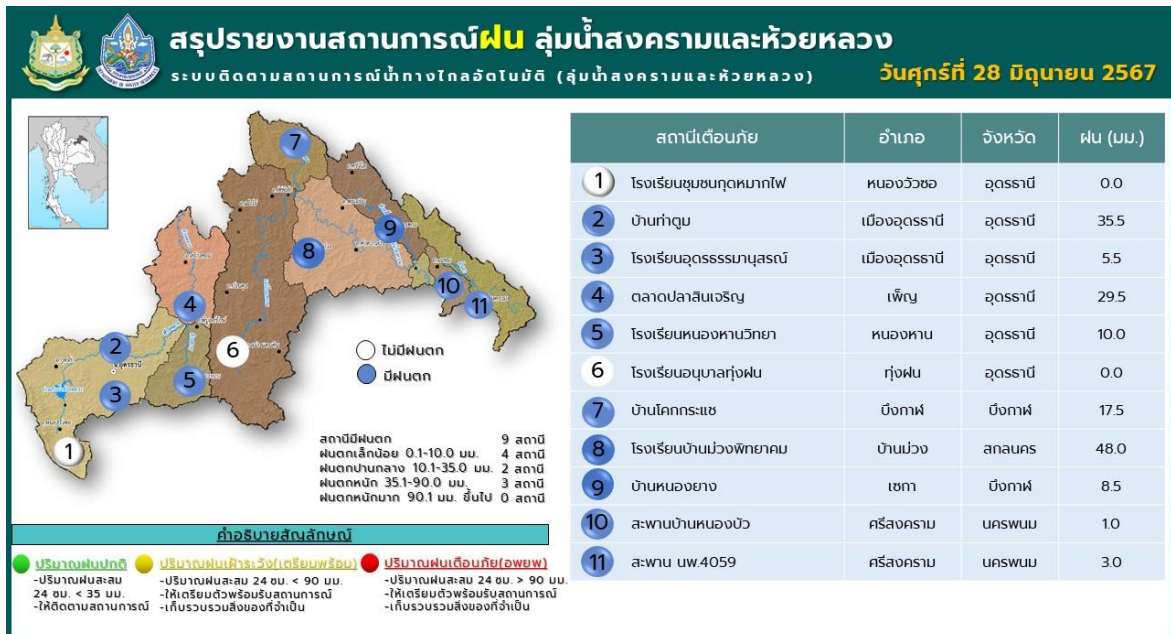 สรุปรายงานสถานการณ์ฝน ลุ่มน้ำสงครามและห้วยหลวง
ระบบติดตามสถานการณ์น้ำทางไกลอัตโนมัติ (ลุ่มน้ำสงครามและห้วยหลวง)
วันศุกร์ที่ 28 มิถุนายน 2567
7
9
8
10
11
4
6
2
5
3
1
ไม่มีฝนตก
มีฝนตก
สถานีมีฝนตก 9 สถานี
ฝนตกเล็กน้อย 0.1-10.0 มม. 4 สถานี
ฝนตกปานกลาง 10.1-35.0 มม. 2 สถานี
ฝนตกหนัก 35.1-90.0 มม. 3 สถานี
ฝนตกหนักมาก 90.1 มม. ขึ้นไป 0 สถานี
คำอธิบายสัญลักษณ์
ปริมาณฝนปกติ
-ปริมาณฝนสะสม
24 ชม. < 35 มม.
-ให้ติดตามสถานการณ์
ปริมาณฝนเฝ้าระวัง(เตรียมพร้อม)
-ปริมาณฝนสะสม 24 ชม. < 90 มม.
-ให้เตรียมตัวพร้อมรับสถานการณ์
-เก็บรวบรวมสิ่งของที่จำเป็น
ปริมาณฝนเตือนภัย(อพยพ)
-ปริมาณฝนสะสม 24 ชม. > 90 มม.
-ให้เตรียมตัวพร้อมรับสถานการณ์
-เก็บรวบรวมสิ่งของที่จำเป็น
สถานีเตือนภัย อำเภอ จังหวัด ฝน (มม.)
1 โรงเรียนชุมชนกุดหมากไฟ หนองวัวซอ อุดรธานี 0.0
2 บ้านท่าตูม เมืองอุดรธานี อุดรธานี 35.5
3 โรงเรียนอุดรธรรมานุสรณ์ เมืองอุดรธานี อุดรธานี 5.5
4 ตลาดปลาสินเจริญ เพ็ญ อุดรธานี 29.5
5 โรงเรียนหนองหานวิทยา หนองหาน อุดรธานี 10.0
6 โรงเรียนอนุบาลทุ่งฝน ทุ่งฝน อุดรธานี 0.0
7 บ้านโคกกระแซ บึงกาฬ บึงกาฬ 17.5
8 โรงเรียนบ้านม่วงพิทยาคม บ้านม่วง สกลนคร 48.0
9 บ้านหนองยาง เซกา บึงกาฬ 8.5
10 สะพานบ้านหนองบัว ศรีสงคราม นครพนม 1.0
11 สะพาน นพ.4059 ศรีสงคราม นครพนม 3.0